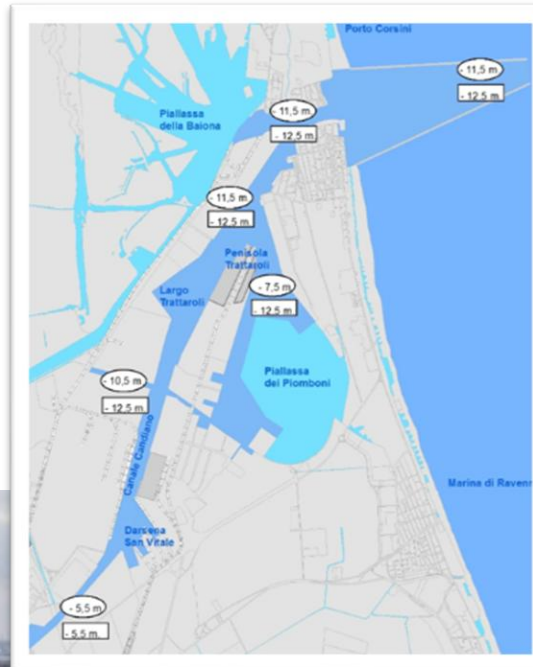 Porto Corsini
- 11,5 m
- 12,5 m.
- 11,5 m.
- 12,5 m.
Piallassa
della Baiona
- 11,5 m.
- 12,5 m.
Penisola
Trattaroli
- 7,5 m.
- 12,5 m.
Largo
Trattaroli
Piallassa
dei Piomboni
- 10,5 m.
- 12,5 m.
Canale Candiano
Marina di Ravenn
Darsena
San Vitale
- 5,5 m
- 5,5 m.